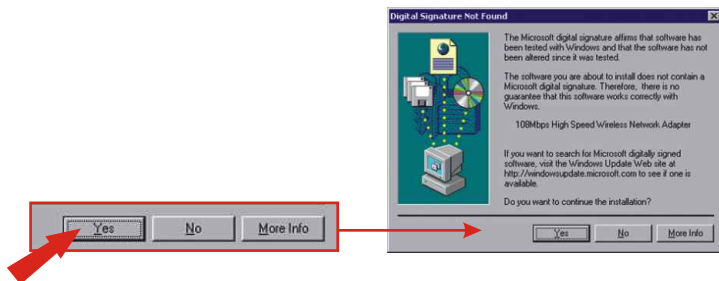 Digital Signature Not Found
The Microsoft digital signature affirms that software has
been tested with Windows and that the software has not
been altered since it was tested.
The software you are about to install does not contain a
Microsoft digital signature. Therefore, there is no
guarantee that this software works correctly with
Windows.
108Mbps High Speed Wireless Network Adapter
If you want to search for Microsoft digitally signed
software, visit the Windows Update Web site at
http://windowsupdate.microsoft.com to see if one is
available.
Do you want to continue the installation?
Yes No More Info
Yes No More Info